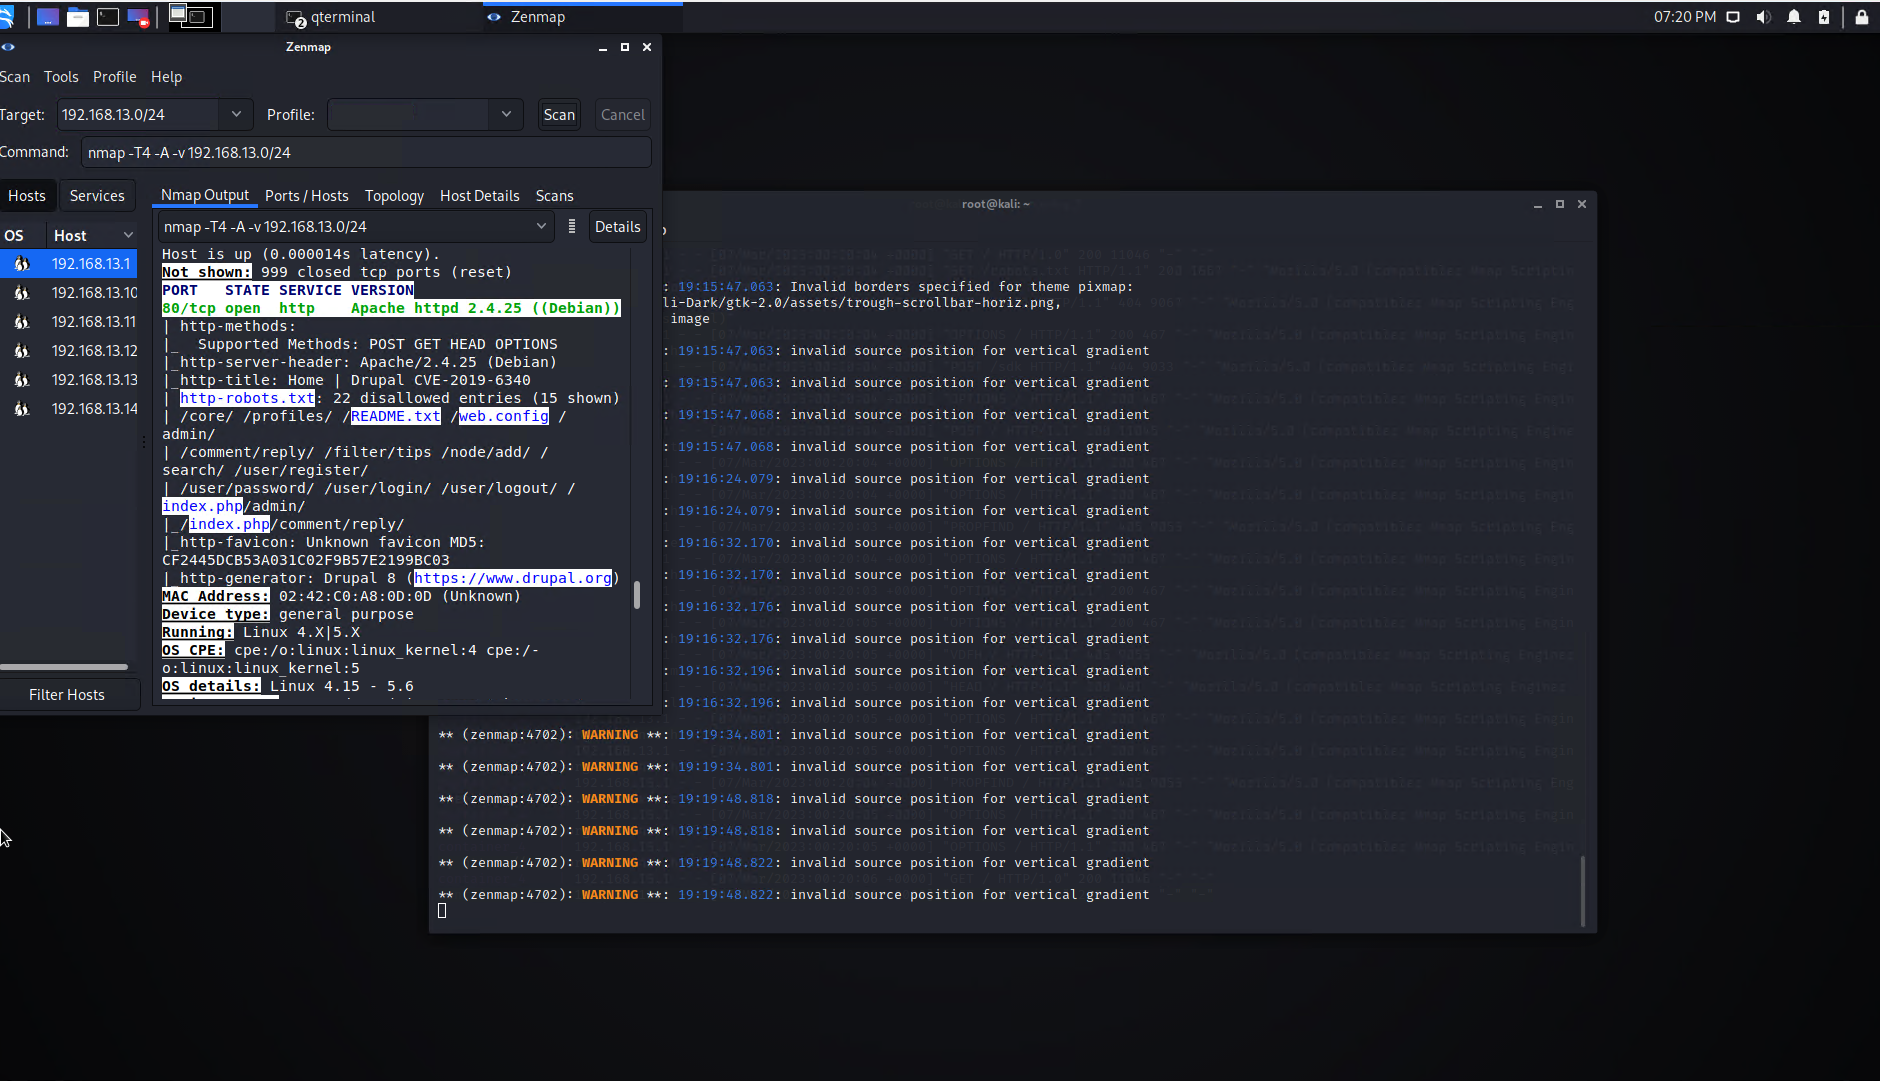 2 qterminal
Zenmap
07:20 PM
Zenmap
Scan Tools Profile Help
Target: 192.168.13.0/24 Profile: Scan Cancel
Command: nmap -T4 -A -v 192.168.13.0/24
Hosts Services
Nmap Output Ports / Hosts Topology Host Details Scans
OS Host
192.168.13.1
192.168.13.10
192.168.13.11
192.168.13.12
192.168.13.13
192.168.13.14
Filter Hosts
nmap -T4 -A -v 192.168.13.0/24 Details
Host is up (0.000014s latency).
Not shown: 999 closed tcp ports (reset)
PORT   STATE SERVICE VERSION
80/tcp open  http    Apache httpd 2.4.25 ((Debian))
| http-methods:
|_  Supported Methods: POST GET HEAD OPTIONS
|_http-server-header: Apache/2.4.25 (Debian)
|_http-title: Home | Drupal CVE-2019-6340
| http-robots.txt: 22 disallowed entries (15 shown)
| /core/ /profiles/ /README.txt /web.config /
admin/
| /comment/reply/ /filter/tips /node/add/ /
search/ /user/register/
| /user/password/ /user/login/ /user/logout/ /
index.php/admin/
|_/index.php/comment/reply/
|_http-favicon: Unknown favicon MD5:
CF2445DCB53A031C02F9B57E2199BC03
|_http-generator: Drupal 8 (https://www.drupal.org)
MAC Address: 02:42:C0:A8:0D:0D (Unknown)
Device type: general purpose
Running: Linux 4.X|5.X
OS CPE: cpe:/o:linux:linux_kernel:4 cpe:/-
o:linux:linux_kernel:5
OS details: Linux 4.15 - 5.6
root@kali: ~
: 19:15:47.063: Invalid borders specified for theme pixmap:
li-Dark/gtk-2.0/assets/trough-scrollbar-horiz.png,
image
: 19:15:47.063: invalid source position for vertical gradient
: 19:15:47.063: invalid source position for vertical gradient
: 19:15:47.068: invalid source position for vertical gradient
: 19:15:47.068: invalid source position for vertical gradient
: 19:16:24.079: invalid source position for vertical gradient
: 19:16:24.079: invalid source position for vertical gradient
: 19:16:32.170: invalid source position for vertical gradient
: 19:16:32.170: invalid source position for vertical gradient
: 19:16:32.176: invalid source position for vertical gradient
: 19:16:32.176: invalid source position for vertical gradient
: 19:16:32.196: invalid source position for vertical gradient
: 19:16:32.196: invalid source position for vertical gradient
** (zenmap:4702): WARNING **: 19:19:34.801: invalid source position for vertical gradient
** (zenmap:4702): WARNING **: 19:19:34.801: invalid source position for vertical gradient
** (zenmap:4702): WARNING **: 19:19:48.818: invalid source position for vertical gradient
** (zenmap:4702): WARNING **: 19:19:48.818: invalid source position for vertical gradient
** (zenmap:4702): WARNING **: 19:19:48.822: invalid source position for vertical gradient
** (zenmap:4702): WARNING **: 19:19:48.822: invalid source position for vertical gradient